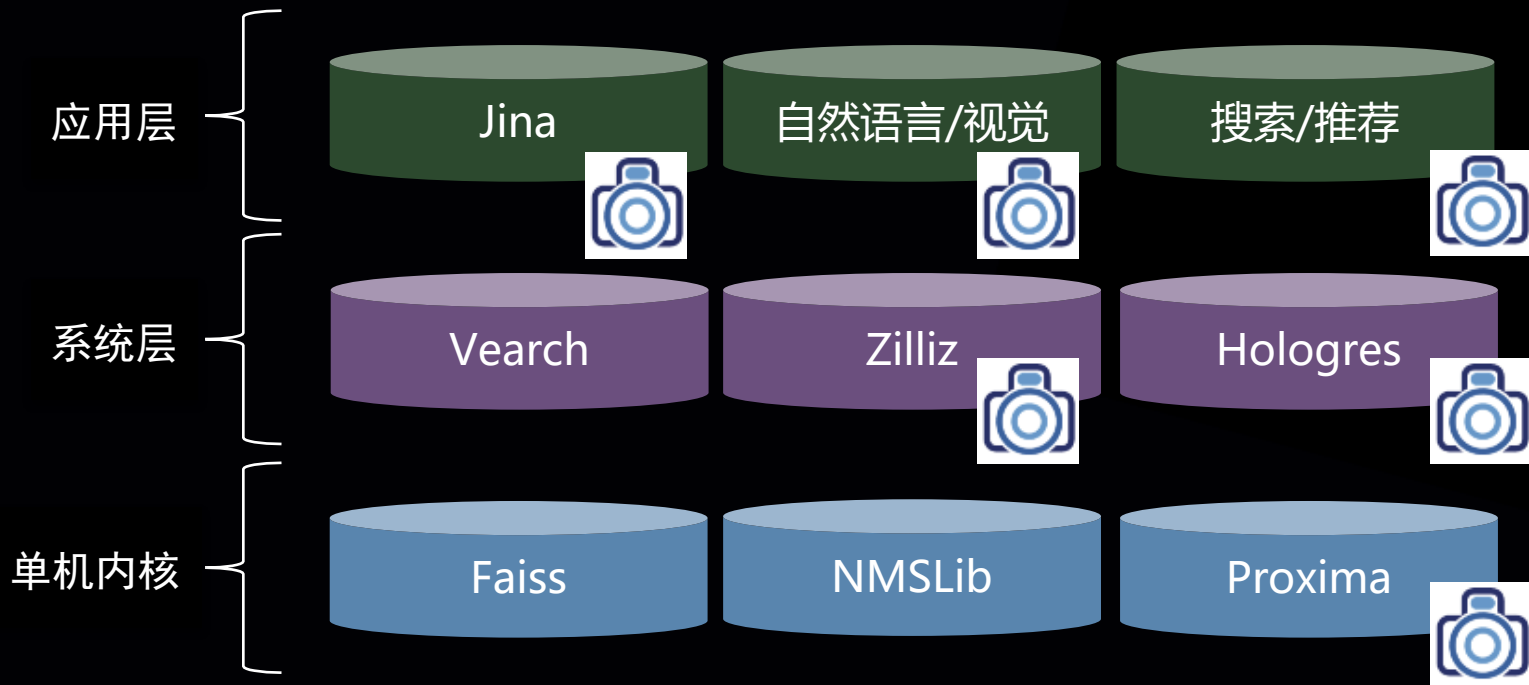 应用层
Jina
自然语言/视觉
搜索/推荐
系统层
Vearch
Zilliz
Hologres
单机内核
Faiss
NMSLib
Proxima